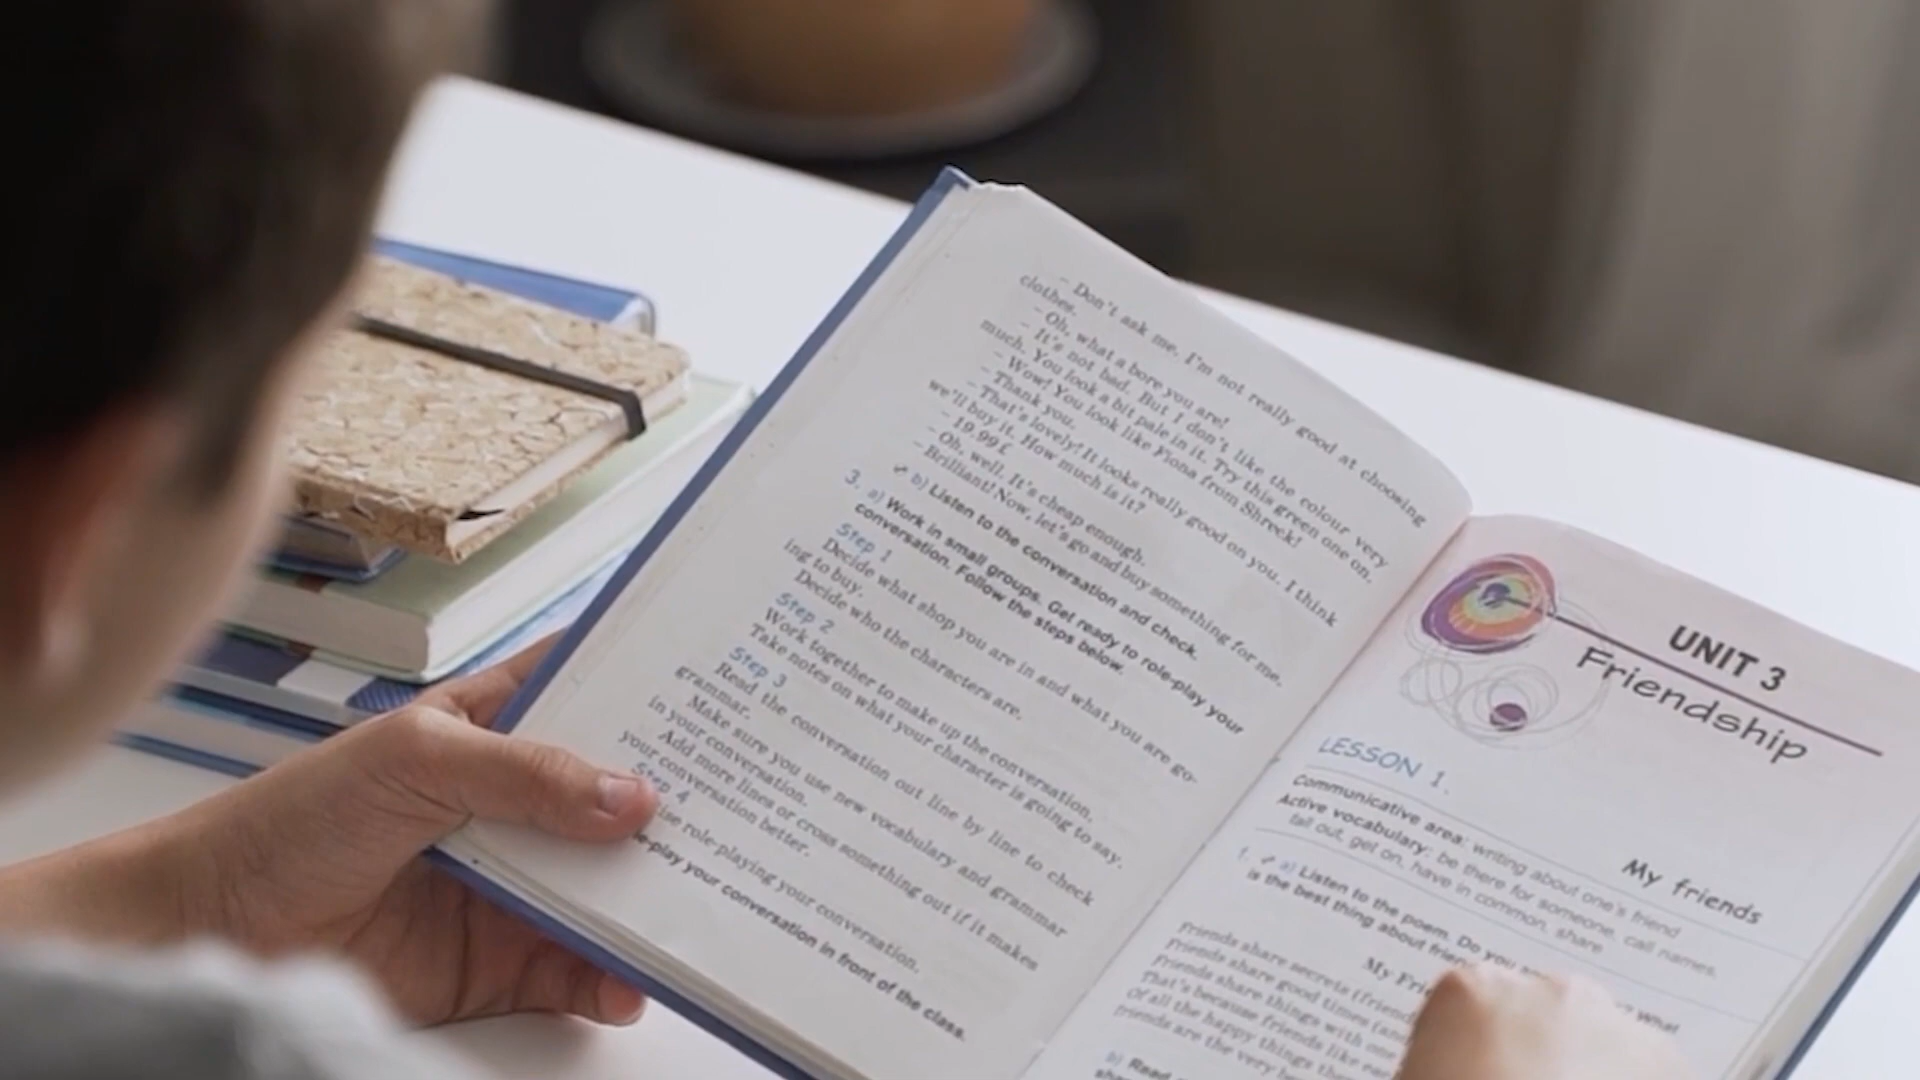 – Don't ask me. I'm not really good at choosing
clothes.
– Oh, what a bore you are!
– It's not bad. But I don't like the colour very
much. You look a bit pale in it. Try this green one on.
– Wow! You look like Fiona from Shreck!
– Thank you.
– That's lovely! It looks really good on you. I think
we'll buy it. How much is it?
– 19.99£
– Oh, well. It's cheap enough.
– Brilliant! Now, let's go and buy something for me.
✓ b) Listen to the conversation and check.
3. a) Work in small groups. Get ready to role-play your
conversation. Follow the steps below.
Step 1
Decide what shop you are in and what you are go-
ing to buy.
Decide who the characters are.
Step 2
Work together to make up the conversation.
Take notes on what your character is going to say.
Step 3
Read the conversation out line by line to check
grammar.
Make sure you use new vocabulary and grammar
in your conversation.
Add more lines or cross something out if it makes
your conversation better.
Step 4
role-playing your conversation.
play your conversation in front of the class.
UNIT 3
Friendship
LESSON 1.
My friends
Communicative area: writing about one's friend
Active vocabulary: be there for someone, call names,
fall out, get on, have in common, share
1. ✓ a) Listen to the poem. Do you What
is the best thing about
My
Friends share secrets
Friends share good times
Friends share things with one
That's because friends like
Of all the happy things
Friends are the very
b) Read